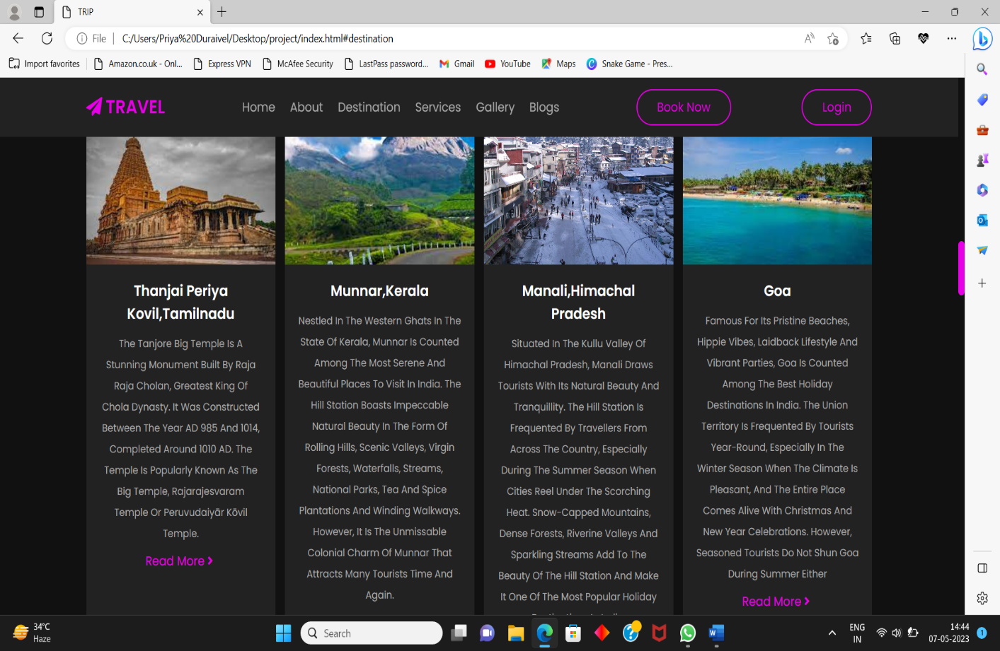 TRIP
File
C:/Users/Priya%20Duraivel/Desktop/project/index.html#destination
Import favorites
Amazon.co.uk - Onl...
Express VPN
McAfee Security
LastPass password...
Gmail
YouTube
Maps
Snake Game - Pres...
TRAVEL
Home
About
Destination
Services
Gallery
Blogs
Book Now
Login
Thanjai Periya
Kovil,Tamilnadu
The Tanjore Big Temple Is A
Stunning Monument Built By Raja
Raja Cholan, Greatest King Of
Chola Dynasty. It Was Constructed
Between The Year AD 985 And 1014,
Completed Around 1010 AD. The
Temple Is Popularly Known As The
Big Temple, Rajarajesvaram
Temple Or Peruvudaiyār Kōvil
Temple.
Read More
Munnar,Kerala
Nestled In The Western Ghats In The
State Of Kerala, Munnar Is Counted
Among The Most Serene And
Beautiful Places To Visit In India. The
Hill Station Boasts Impeccable
Natural Beauty In The Form Of
Rolling Hills, Scenic Valleys, Virgin
Forests, Waterfalls, Streams,
National Parks, Tea And Spice
Plantations And Winding Walkways.
However, It Is The Unmissable
Colonial Charm Of Munnar That
Attracts Many Tourists Time And
Again.
Manali,Himachal
Pradesh
Situated In The Kullu Valley Of
Himachal Pradesh, Manali Draws
Tourists With Its Natural Beauty And
Tranquillity. The Hill Station Is
Frequented By Travellers From
Across The Country, Especially
During The Summer Season When
Cities Reel Under The Scorching
Heat. Snow-Capped Mountains,
Dense Forests, Riverine Valleys And
Sparkling Streams Add To The
Beauty Of The Hill Station And Make
It One Of The Most Popular Holiday
Goa
Famous For Its Pristine Beaches,
Hippie Vibes, Laidback Lifestyle And
Vibrant Parties, Goa Is Counted
Among The Best Holiday
Destinations In India. The Union
Territory Is Frequented By Tourists
Year-Round, Especially In The
Winter Season When The Climate Is
Pleasant, And The Entire Place
Comes Alive With Christmas And
New Year Celebrations. However,
Seasoned Tourists Do Not Shun Goa
During Summer Either
Read More
34°C
Haze
Search
ENG
IN
14:44
07-05-2023
1